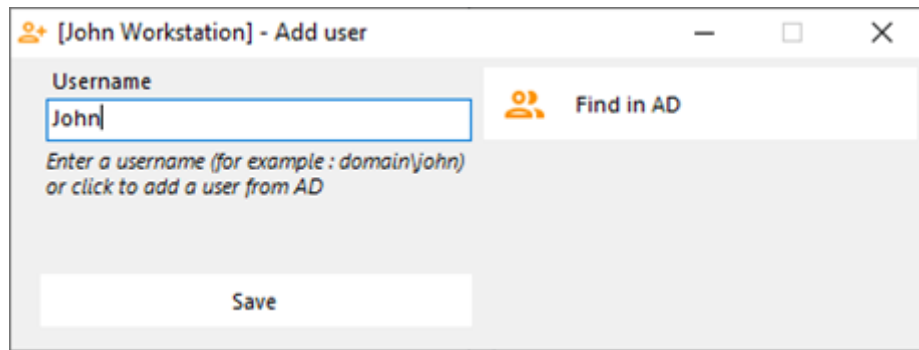 [John Workstation] - Add user
Username
John
Find in AD
Enter a username (for example : domain\john)
or click to add a user from AD
Save